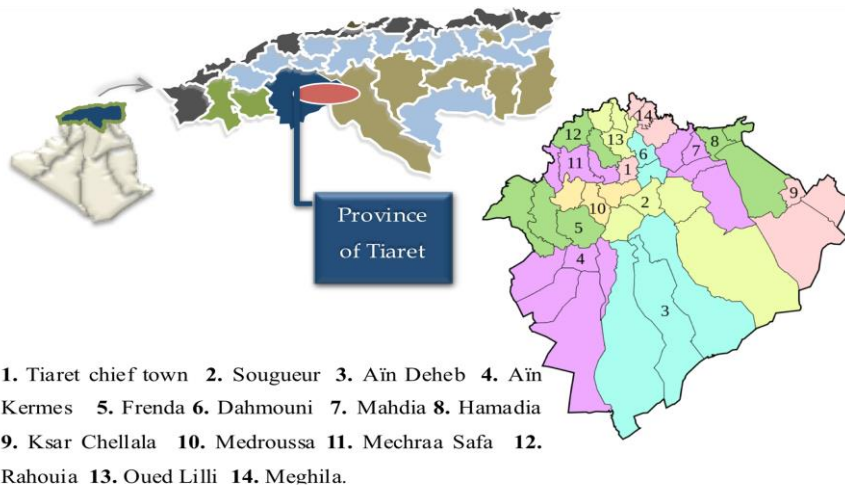 Province
of Tiaret
14
12
13
8
6
7
11
1
9
10
2
5
4
3
1. Tiaret chief town 2. Sougueur 3. Aïn Deheb 4. Aïn
Kermes 5. Frenda 6. Dahmouni 7. Mahdia 8. Hamadia
9. Ksar Chellala 10. Medroussa 11. Mechraa Safa 12.
Rahouia 13. Oued Lilli 14. Meghila.